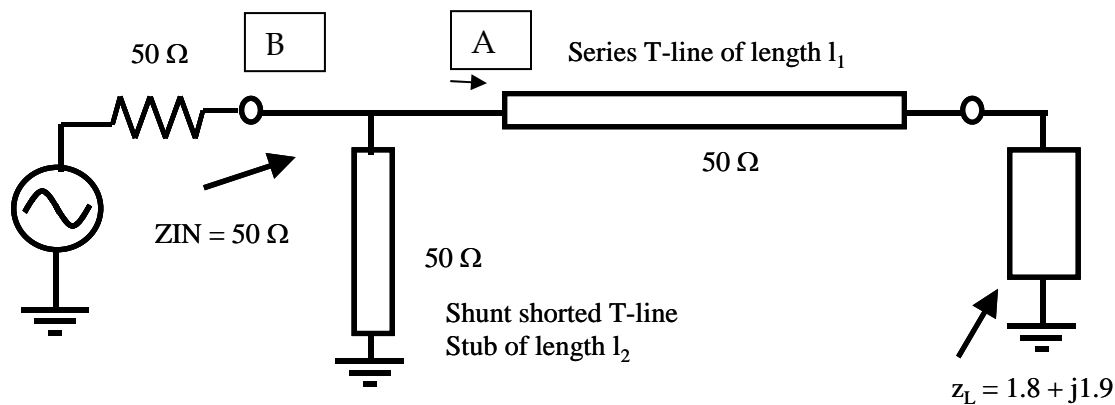 50 Ω
B
A
Series T-line of length l₁
50 Ω
ZIN = 50 Ω
50 Ω
Shunt shorted T-line
Stub of length l₂
z_L = 1.8 + j1.9